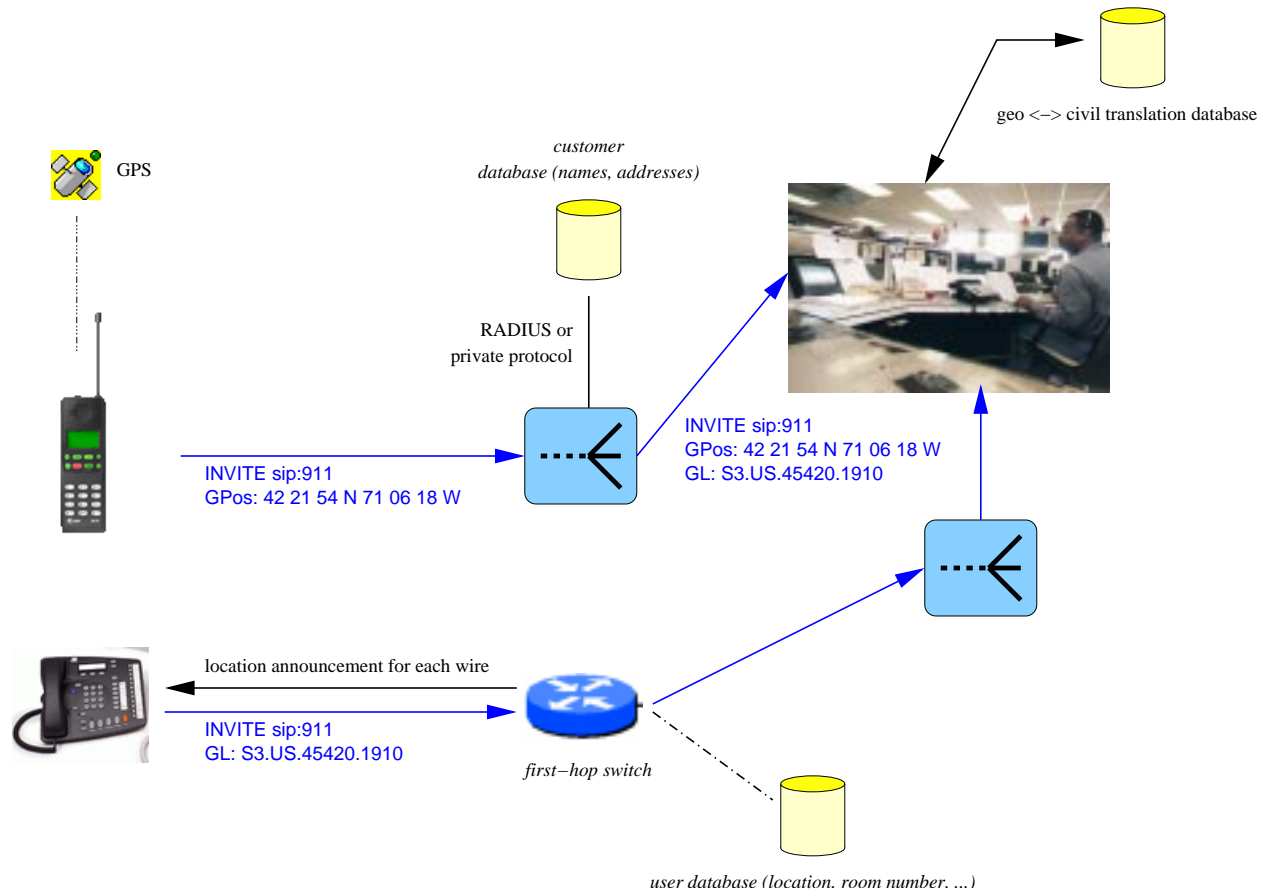 geo <−> civil translation database
customer
database (names, addresses)
GPS
RADIUS or
private protocol
INVITE sip:911
GPos: 42 21 54 N 71 06 18 W
INVITE sip:911
GPos: 42 21 54 N 71 06 18 W
GL: S3.US.45420.1910
location announcement for each wire
INVITE sip:911
GL: S3.US.45420.1910
first−hop switch
user database (location, room number, ...)